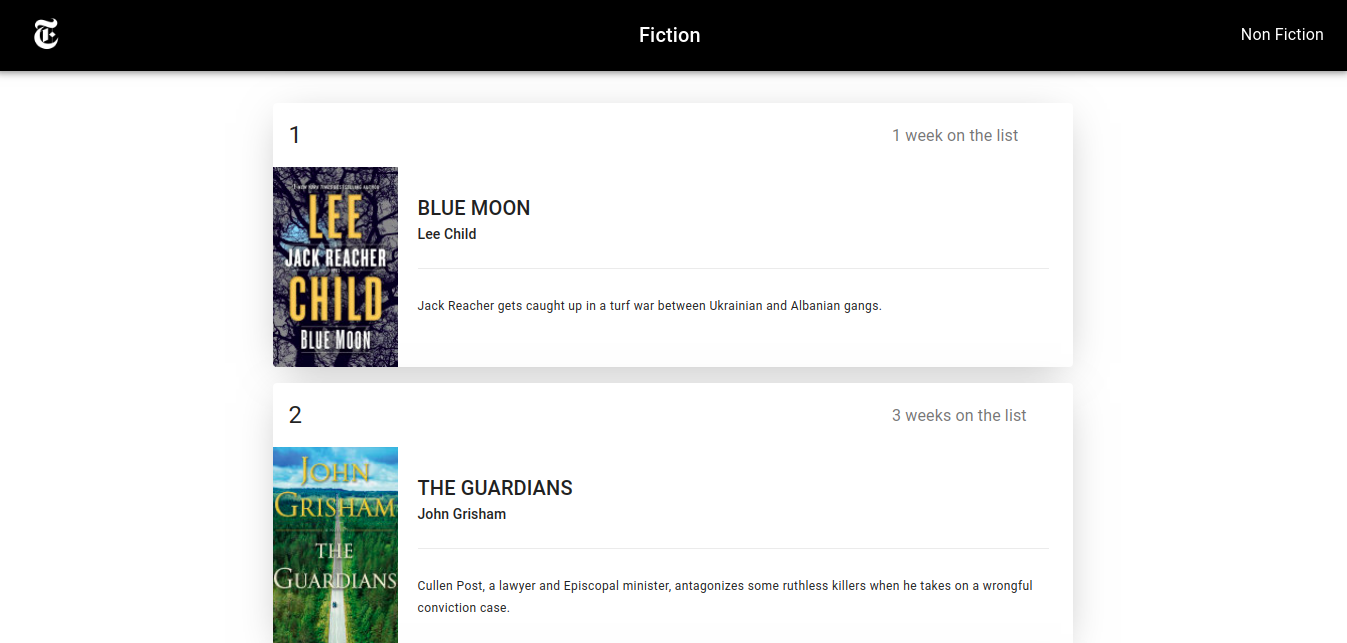 Fiction
Non Fiction
1
1 week on the list
LEE
JACK REACHER
CHILD
BLUE MOON
BLUE MOON
Lee Child
Jack Reacher gets caught up in a turf war between Ukrainian and Albanian gangs.
2
3 weeks on the list
JOHN
GRISHAM
THE
GUARDIANS
THE GUARDIANS
John Grisham
Cullen Post, a lawyer and Episcopal minister, antagonizes some ruthless killers when he takes on a wrongful
conviction case.